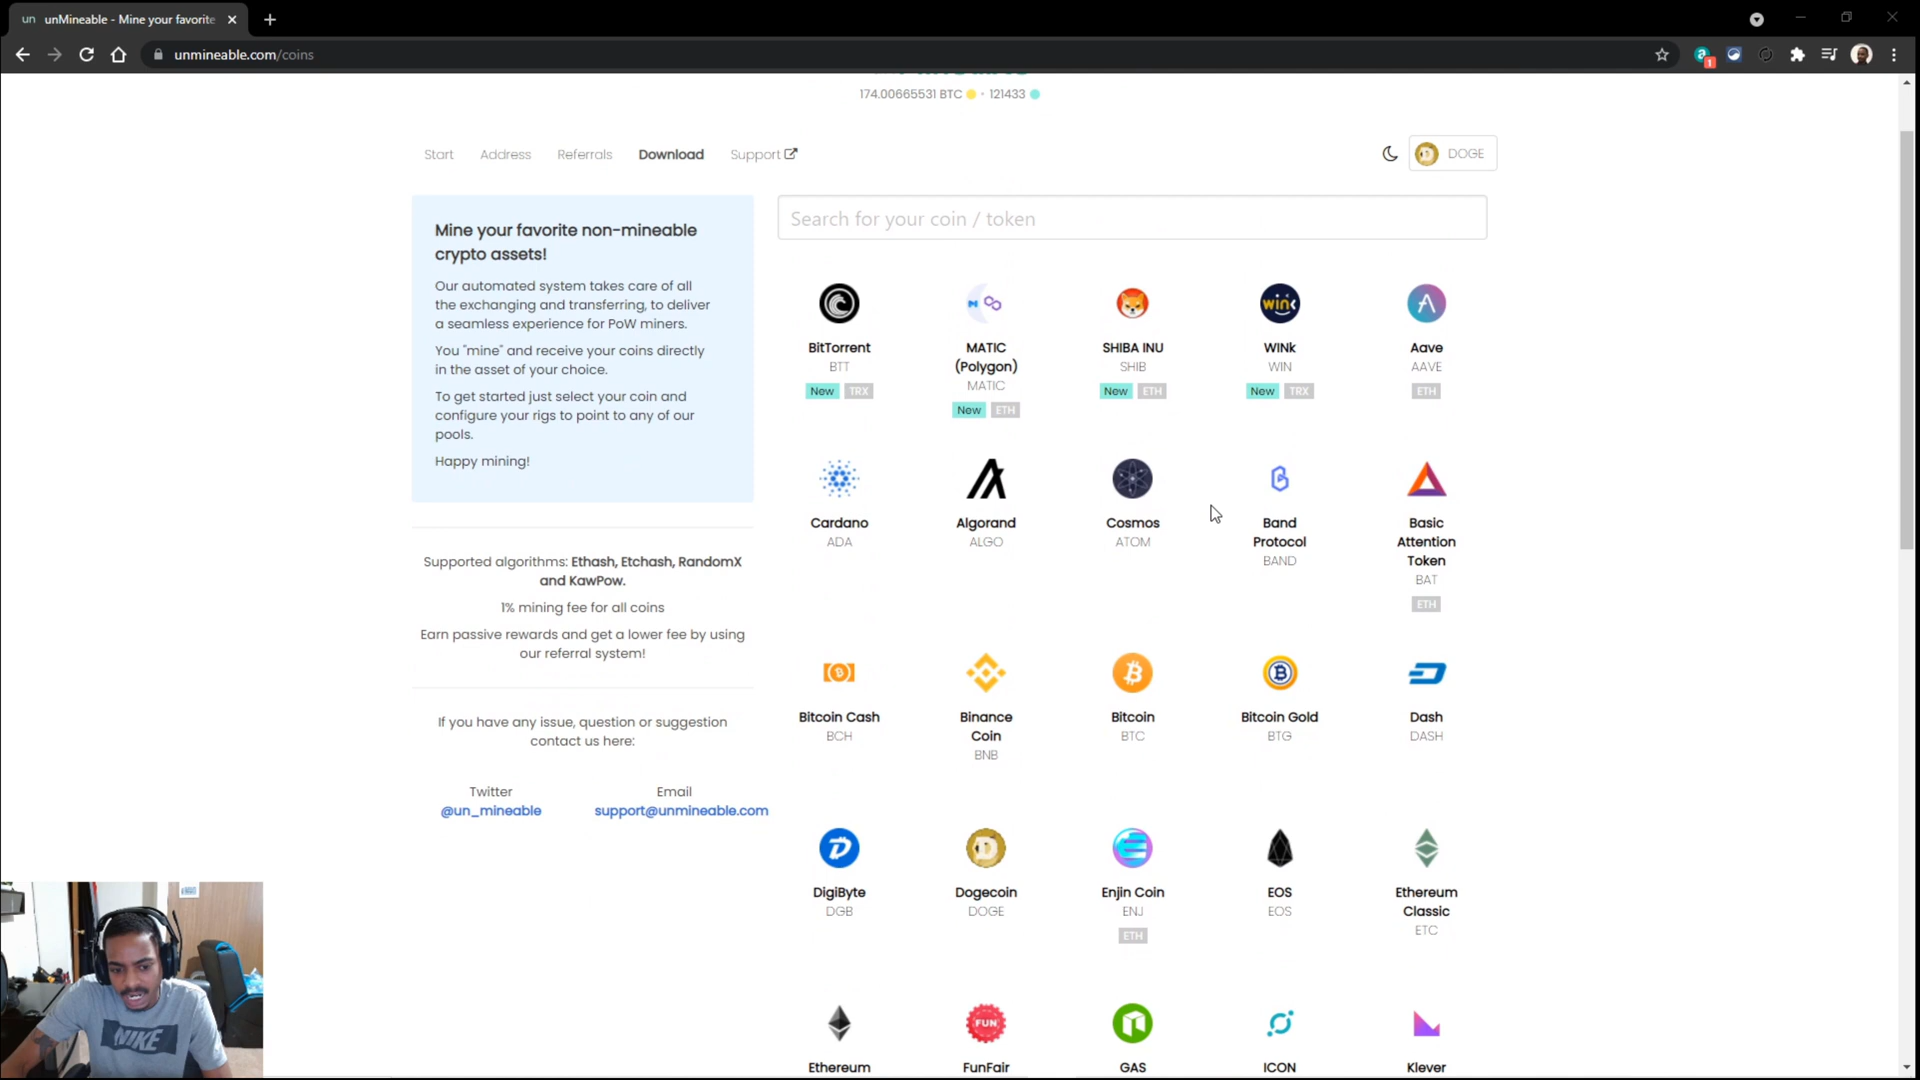 un unMineable - Mine your favorite
unmineable.com/coins
174.00665531 BTC • 121433
Start Address Referrals Download Support
DOGE
Mine your favorite non-mineable
crypto assets!
Our automated system takes care of all
the exchanging and transferring, to deliver
a seamless experience for PoW miners.
You "mine" and receive your coins directly
in the asset of your choice.
To get started just select your coin and
configure your rigs to point to any of our
pools.
Happy mining!
Supported algorithms: Ethash, Etchash, RandomX
and KawPow.
1% mining fee for all coins
Earn passive rewards and get a lower fee by using
our referral system!
If you have any issue, question or suggestion
contact us here:
Twitter
@un_mineable
Email
support@unmineable.com
Search for your coin / token
BitTorrent
BTT
New TRX
MATIC
(Polygon)
MATIC
New ETH
SHIBA INU
SHIB
New ETH
WINk
WINk
WIN
New TRX
Aave
AAVE
ETH
Cardano
ADA
Algorand
ALGO
Cosmos
ATOM
Band
Protocol
BAND
Basic
Attention
Token
BAT
ETH
Bitcoin Cash
BCH
Binance
Coin
BNB
Bitcoin
BTC
Bitcoin Gold
BTG
Dash
DASH
DigiByte
DGB
Dogecoin
DOGE
Enjin Coin
ENJ
ETH
EOS
EOS
Ethereum
Classic
ETC
Ethereum
FUN
FunFair
GAS
ICON
Klever
NIKE